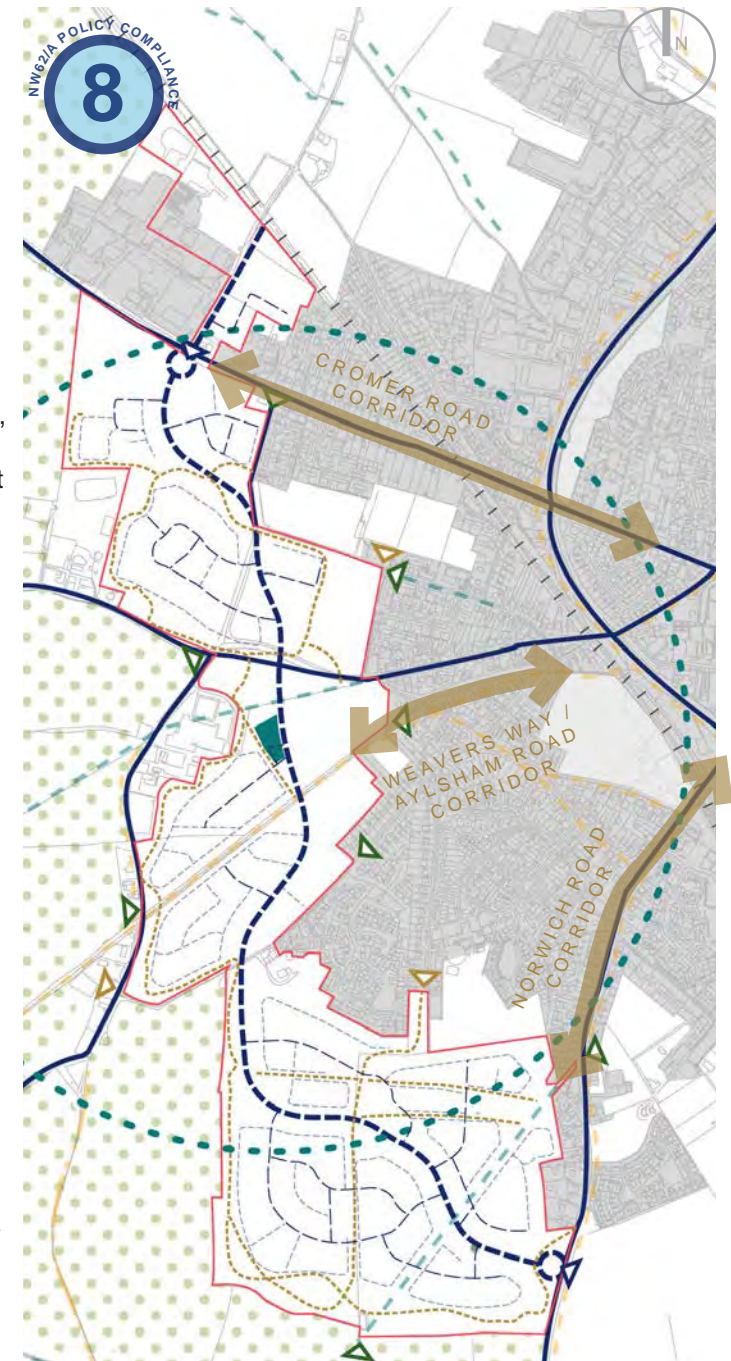 NW62/A POLICY COMPLIANCE
8
N
,
t
CROMER ROAD
CORRIDOR
WEAVERS WAY /
AYLSHAM ROAD
CORRIDOR
NORWICH ROAD
CORRIDOR
.